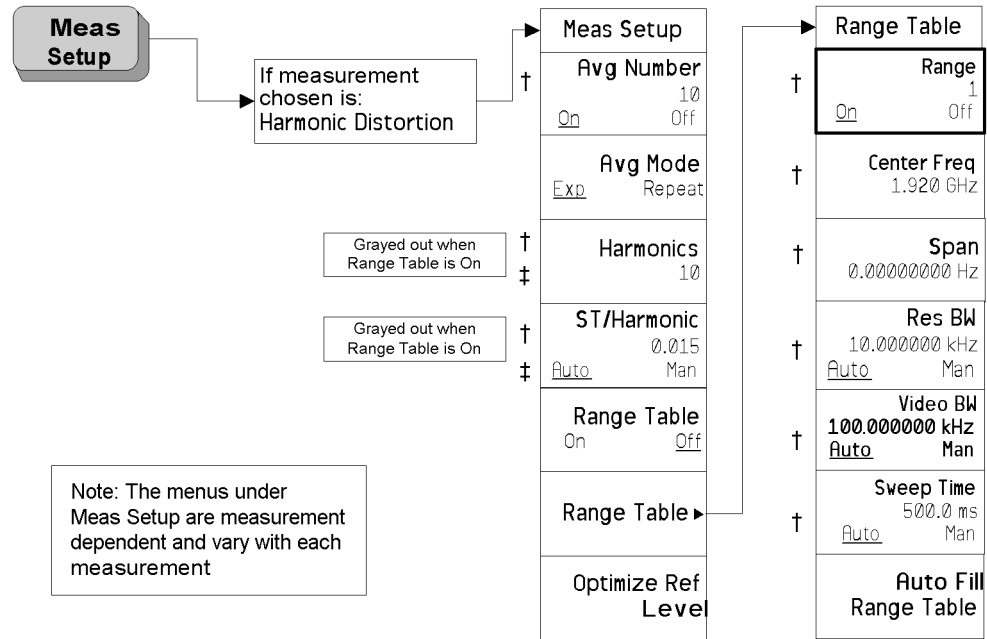 Meas
Setup
If measurement
chosen is:
Harmonic Distortion
Meas Setup
†
Avg Number
10
On Off
Avg Mode
Exp Repeat
Grayed out when
Range Table is On
†
‡
Harmonics
10
Grayed out when
Range Table is On
†
‡
ST/Harmonic
0.015
Auto Man
Range Table
On Off
Range Table
Optimize Ref
Level
Note: The menus under
Meas Setup are measurement
dependent and vary with each
measurement
Range Table
†
Range
1
On Off
†
Center Freq
1.920 GHz
†
Span
0.00000000 Hz
†
Res BW
10.000000 kHz
Auto Man
†
Video BW
100.000000 kHz
Auto Man
†
Sweep Time
500.0 ms
Auto Man
Auto Fill
Range Table